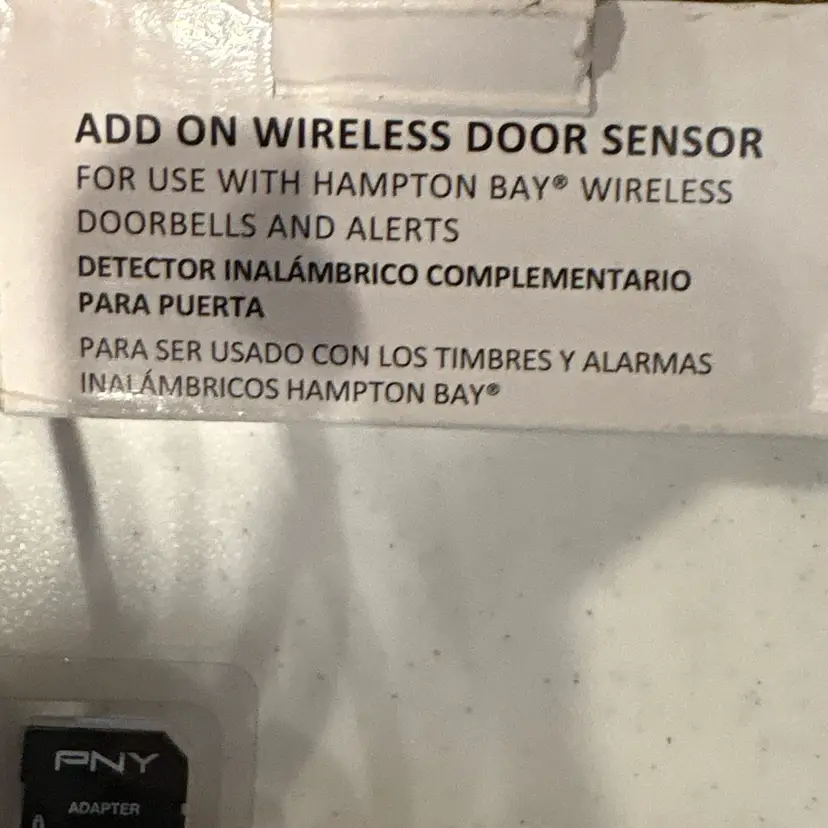 ADD ON WIRELESS DOOR SENSOR
FOR USE WITH HAMPTON BAY® WIRELESS
DOORBELLS AND ALERTS
DETECTOR INALÁMBRICO COMPLEMENTARIO
PARA PUERTA
PARA SER USADO CON LOS TIMBRES Y ALARMAS
INALÁMBRICOS HAMPTON BAY®
PNY
ADAPTER